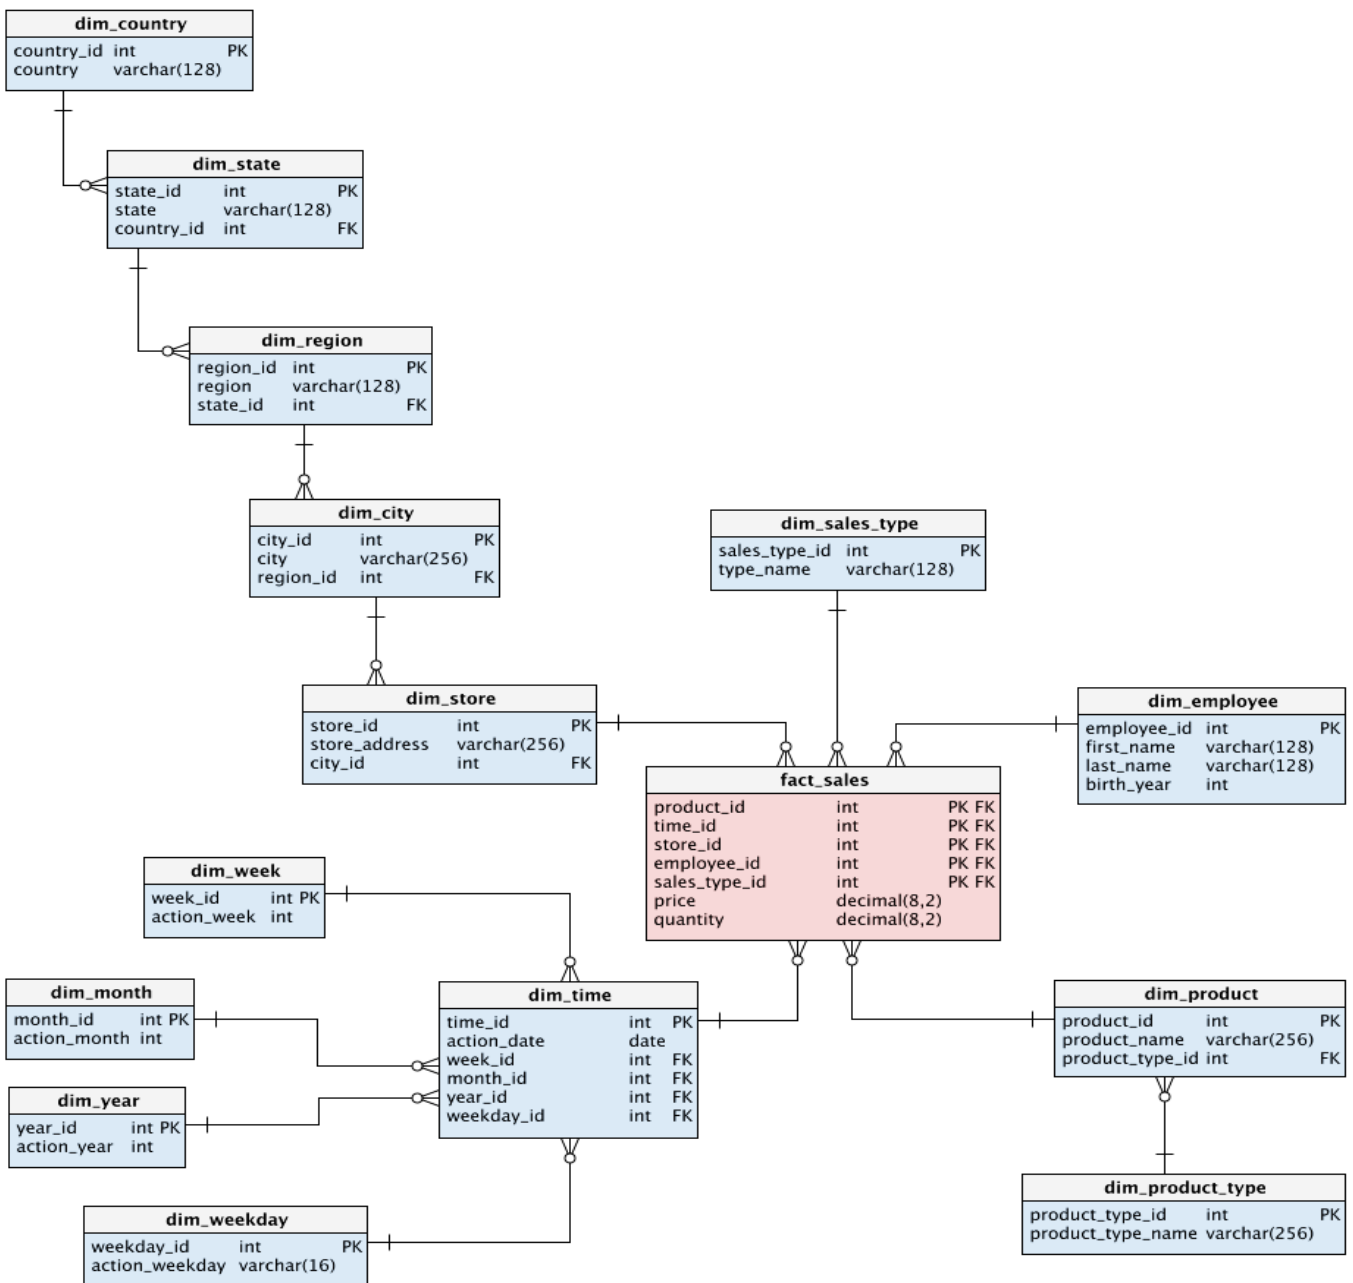 dim_country
country_id int PK
country varchar(128)
dim_state
state_id int PK
state varchar(128)
country_id int FK
dim_region
region_id int PK
region varchar(128)
state_id int FK
dim_city
city_id int PK
city varchar(256)
region_id int FK
dim_sales_type
sales_type_id int PK
type_name varchar(128)
dim_store
store_id int PK
store_address varchar(256)
city_id int FK
dim_employee
employee_id int PK
first_name varchar(128)
last_name varchar(128)
birth_year int
fact_sales
product_id int PK FK
time_id int PK FK
store_id int PK FK
employee_id int PK FK
sales_type_id int PK FK
price decimal(8,2)
quantity decimal(8,2)
dim_week
week_id int PK
action_week int
dim_month
month_id int PK
action_month int
dim_time
time_id int PK
action_date date
week_id int FK
month_id int FK
year_id int FK
weekday_id int FK
dim_product
product_id int PK
product_name varchar(256)
product_type_id int FK
dim_year
year_id int PK
action_year int
dim_product_type
product_type_id int PK
product_type_name varchar(256)
dim_weekday
weekday_id int PK
action_weekday varchar(16)